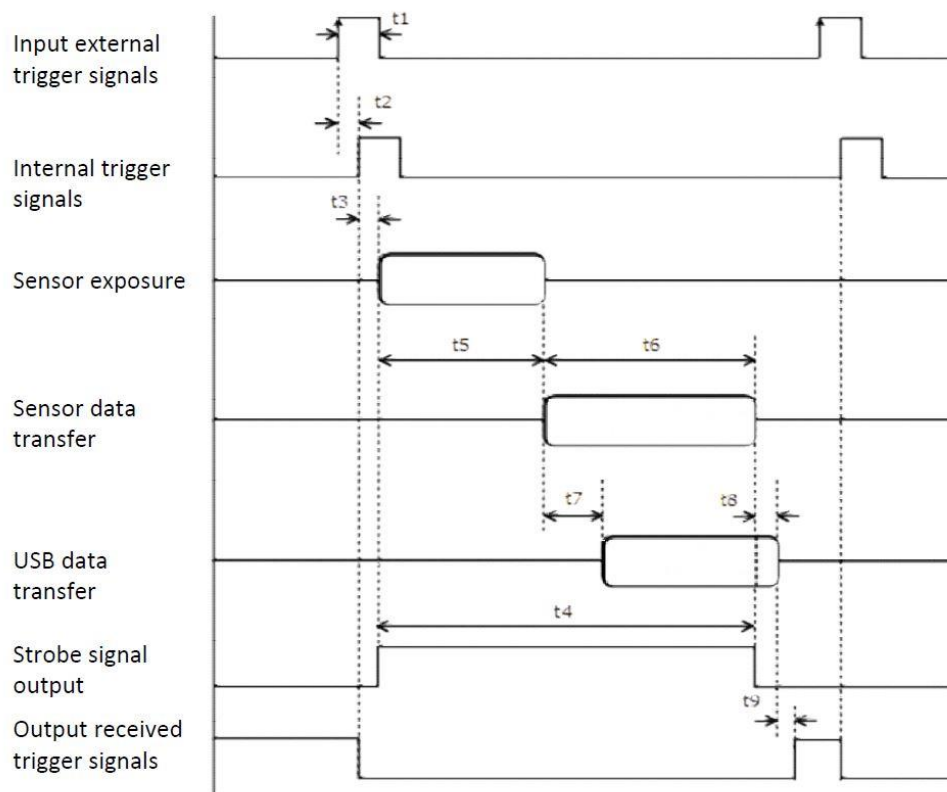 t1
Input external
trigger signals
t2
Internal trigger
signals
t3
Sensor exposure
t5
t6
Sensor data
transfer
t7
t8
USB data
transfer
t4
Strobe signal
output
t9
Output received
trigger signals